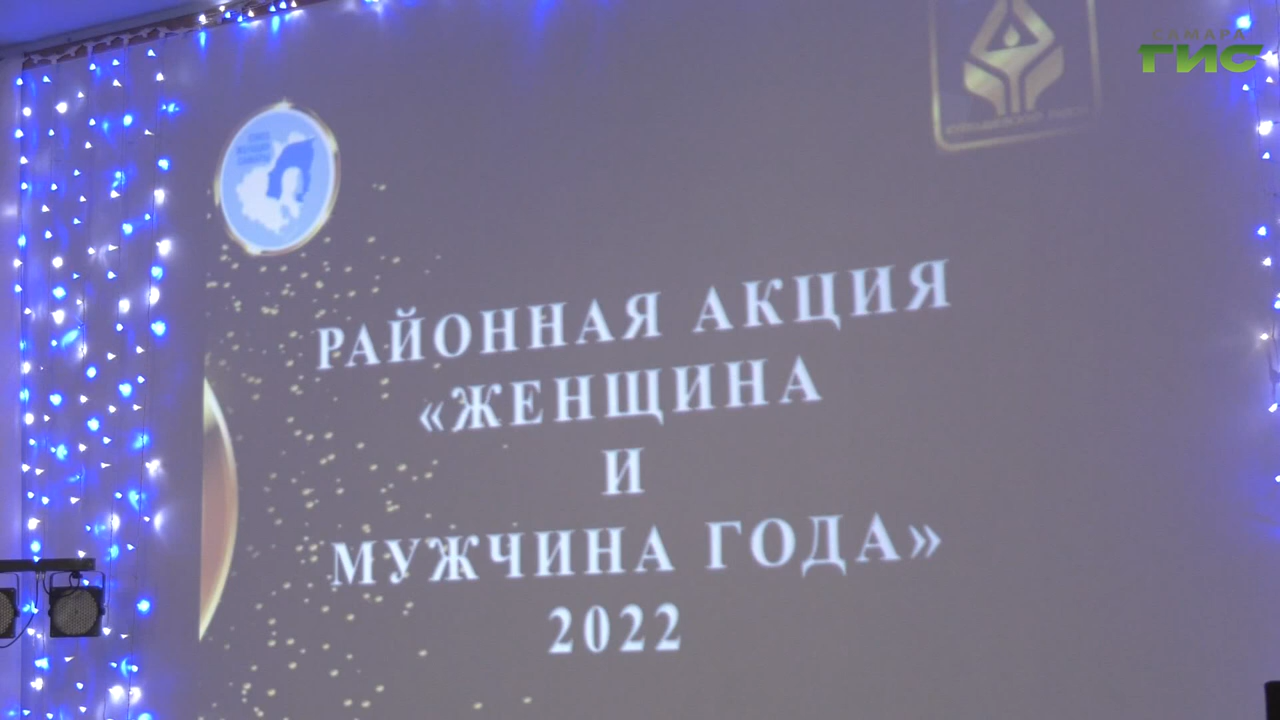 САМАРА
ГИС
РАЙОННАЯ АКЦИЯ
«ЖЕНЩИНА
И
МУЖЧИНА ГОДА»
2022